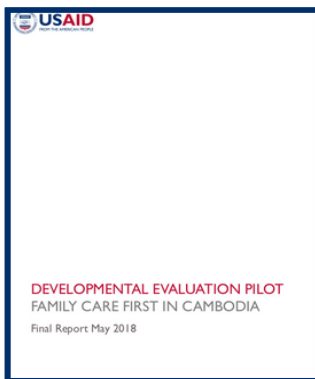 USAID
FROM THE AMERICAN PEOPLE
DEVELOPMENTAL EVALUATION PILOT
FAMILY CARE FIRST IN CAMBODIA
Final Report May 2018